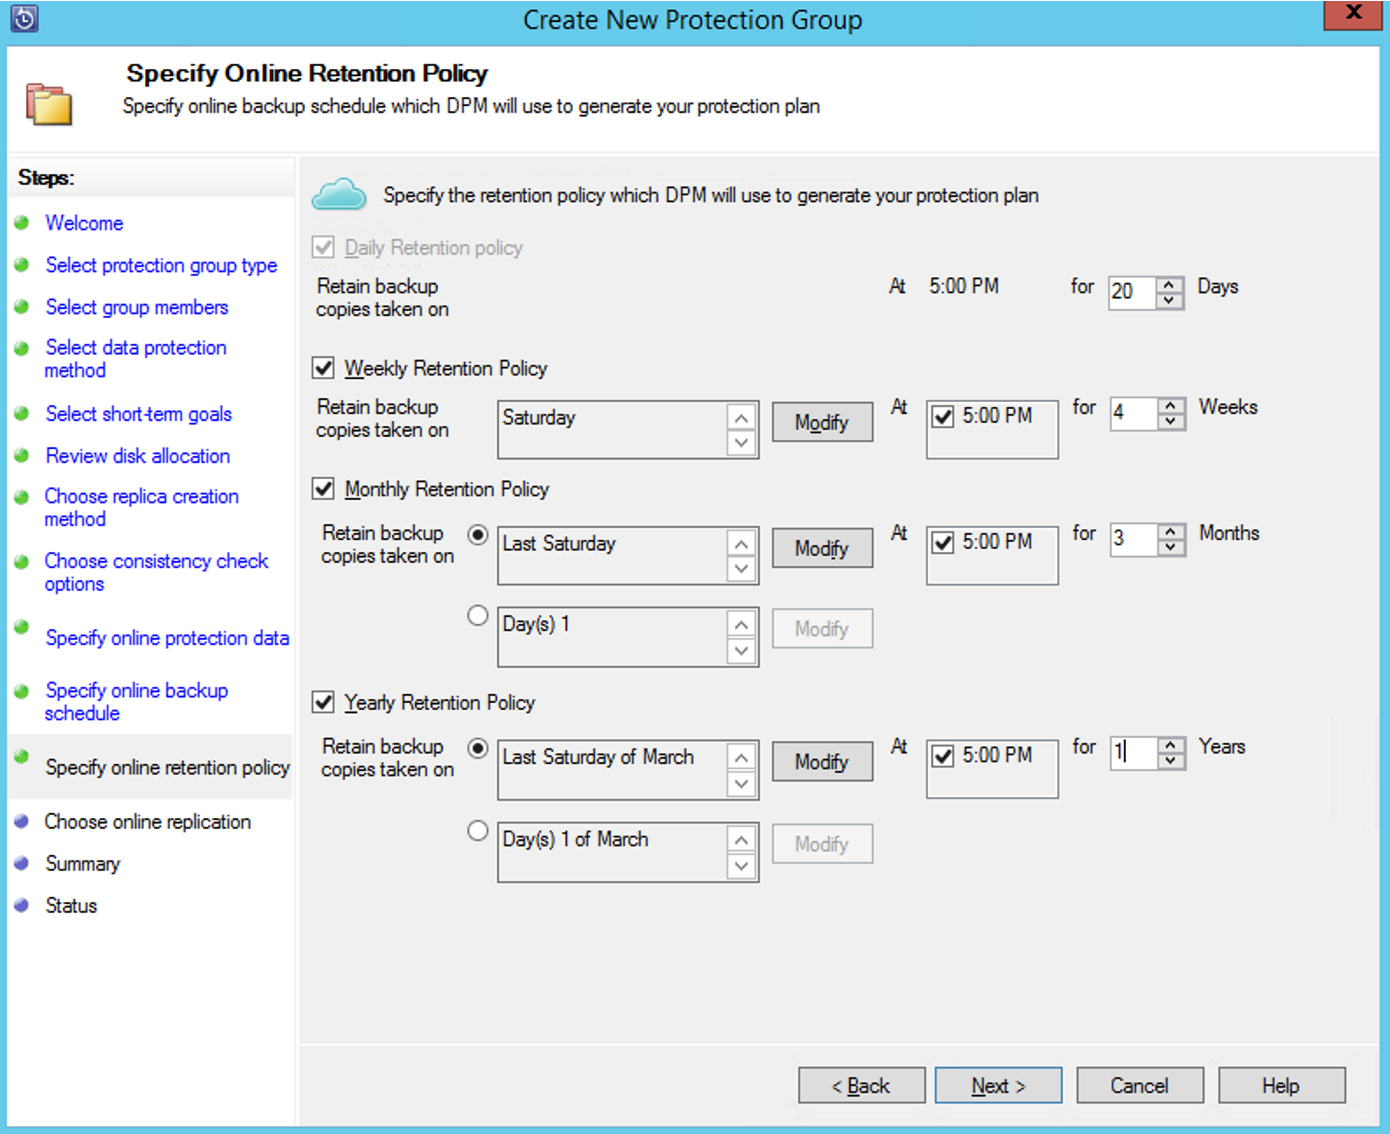 Create New Protection Group
X
Specify Online Retention Policy
Specify online backup schedule which DPM will use to generate your protection plan
Steps:
Welcome
Select protection group type
Select group members
Select data protection
method
Select short-term goals
Review disk allocation
Choose replica creation
method
Choose consistency check
options
Specify online protection data
Specify online backup
schedule
Specify online retention policy
Choose online replication
Summary
Status
Specify the retention policy which DPM will use to generate your protection plan
Daily Retention policy
Retain backup
copies taken on
At 5:00 PM for 20 Days
Weekly Retention Policy
Retain backup
copies taken on
Saturday Modify At 5:00 PM for 4 Weeks
Monthly Retention Policy
Retain backup
copies taken on
Last Saturday Modify At 5:00 PM for 3 Months
Day(s) 1 Modify
Yearly Retention Policy
Retain backup
copies taken on
Last Saturday of March Modify At 5:00 PM for 1 Years
Day(s) 1 of March Modify
< Back Next > Cancel Help